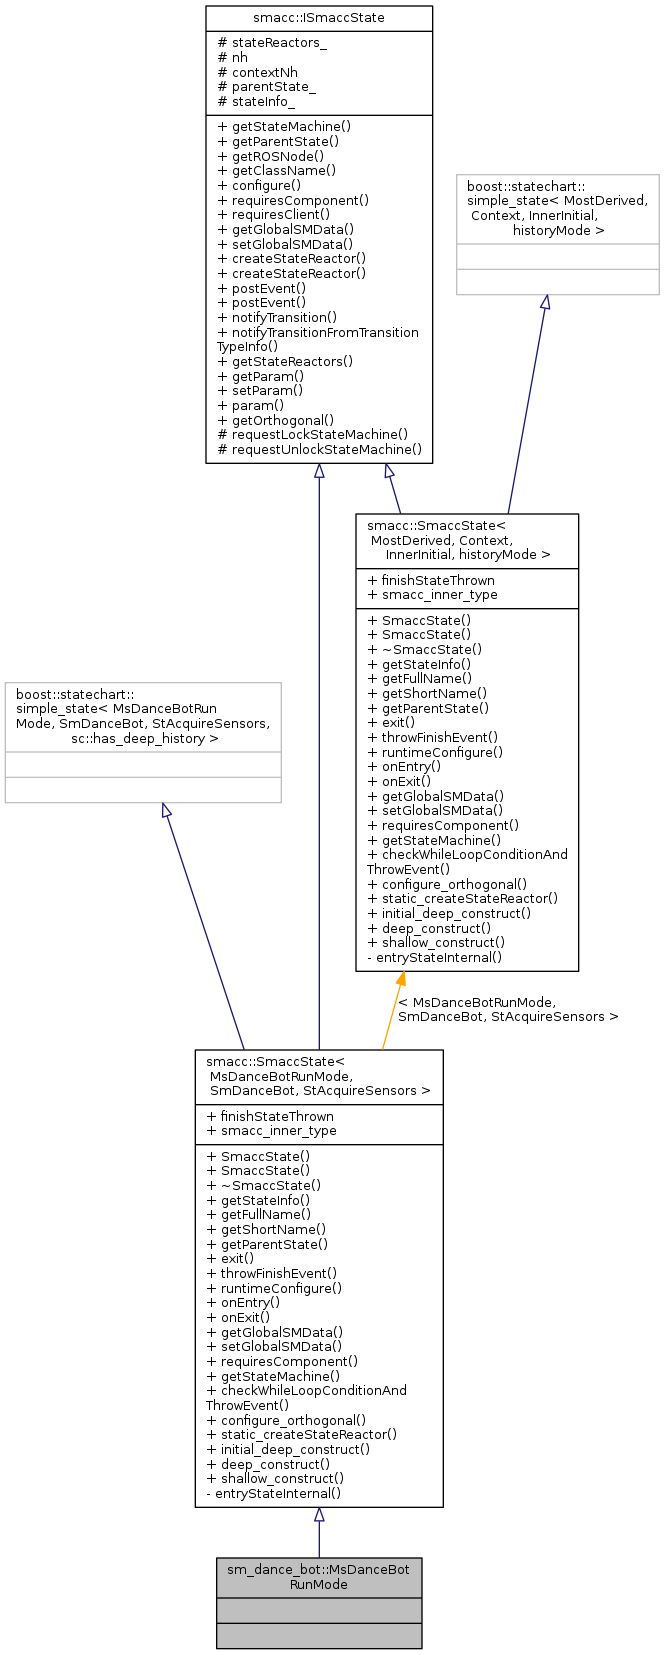 smacc::ISmaccState
# stateReactors_
# nh
# contextNh
# parentState_
# stateInfo_
+ getStateMachine()
+ getParentState()
+ getROSNode()
+ getClassName()
+ configure()
+ requiresComponent()
+ requiresClient()
+ getGlobalSMData()
+ setGlobalSMData()
+ createStateReactor()
+ createStateReactor()
+ postEvent()
+ postEvent()
+ notifyTransition()
+ notifyTransitionFromTransition
TypeInfo()
+ getStateReactors()
+ getParam()
+ setParam()
+ param()
+ getOrthogonal()
# requestLockStateMachine()
# requestUnlockStateMachine()
boost::statechart::
simple_state< MostDerived,
Context, InnerInitial,
historyMode >
smacc::SmaccState<
MostDerived, Context,
InnerInitial, historyMode >
+ finishStateThrown
+ smacc_inner_type
+ SmaccState()
+ SmaccState()
+ ~SmaccState()
+ getStateInfo()
+ getFullName()
+ getShortName()
+ getParentState()
+ exit()
+ throwFinishEvent()
+ runtimeConfigure()
+ onEntry()
+ onExit()
+ getGlobalSMData()
+ setGlobalSMData()
+ requiresComponent()
+ getStateMachine()
+ checkWhileLoopConditionAnd
ThrowEvent()
+ configure_orthogonal()
+ static_createStateReactor()
+ initial_deep_construct()
+ deep_construct()
+ shallow_construct()
- entryStateInternal()
boost::statechart::
simple_state< MsDanceBotRun
Mode, SmDanceBot, StAcquireSensors,
sc::has_deep_history >
< MsDanceBotRunMode,
SmDanceBot, StAcquireSensors >
smacc::SmaccState<
MsDanceBotRunMode,
SmDanceBot, StAcquireSensors >
+ finishStateThrown
+ smacc_inner_type
+ SmaccState()
+ SmaccState()
+ ~SmaccState()
+ getStateInfo()
+ getFullName()
+ getShortName()
+ getParentState()
+ exit()
+ throwFinishEvent()
+ runtimeConfigure()
+ onEntry()
+ onExit()
+ getGlobalSMData()
+ setGlobalSMData()
+ requiresComponent()
+ getStateMachine()
+ checkWhileLoopConditionAnd
ThrowEvent()
+ configure_orthogonal()
+ static_createStateReactor()
+ initial_deep_construct()
+ deep_construct()
+ shallow_construct()
- entryStateInternal()
sm_dance_bot::MsDanceBot
RunMode